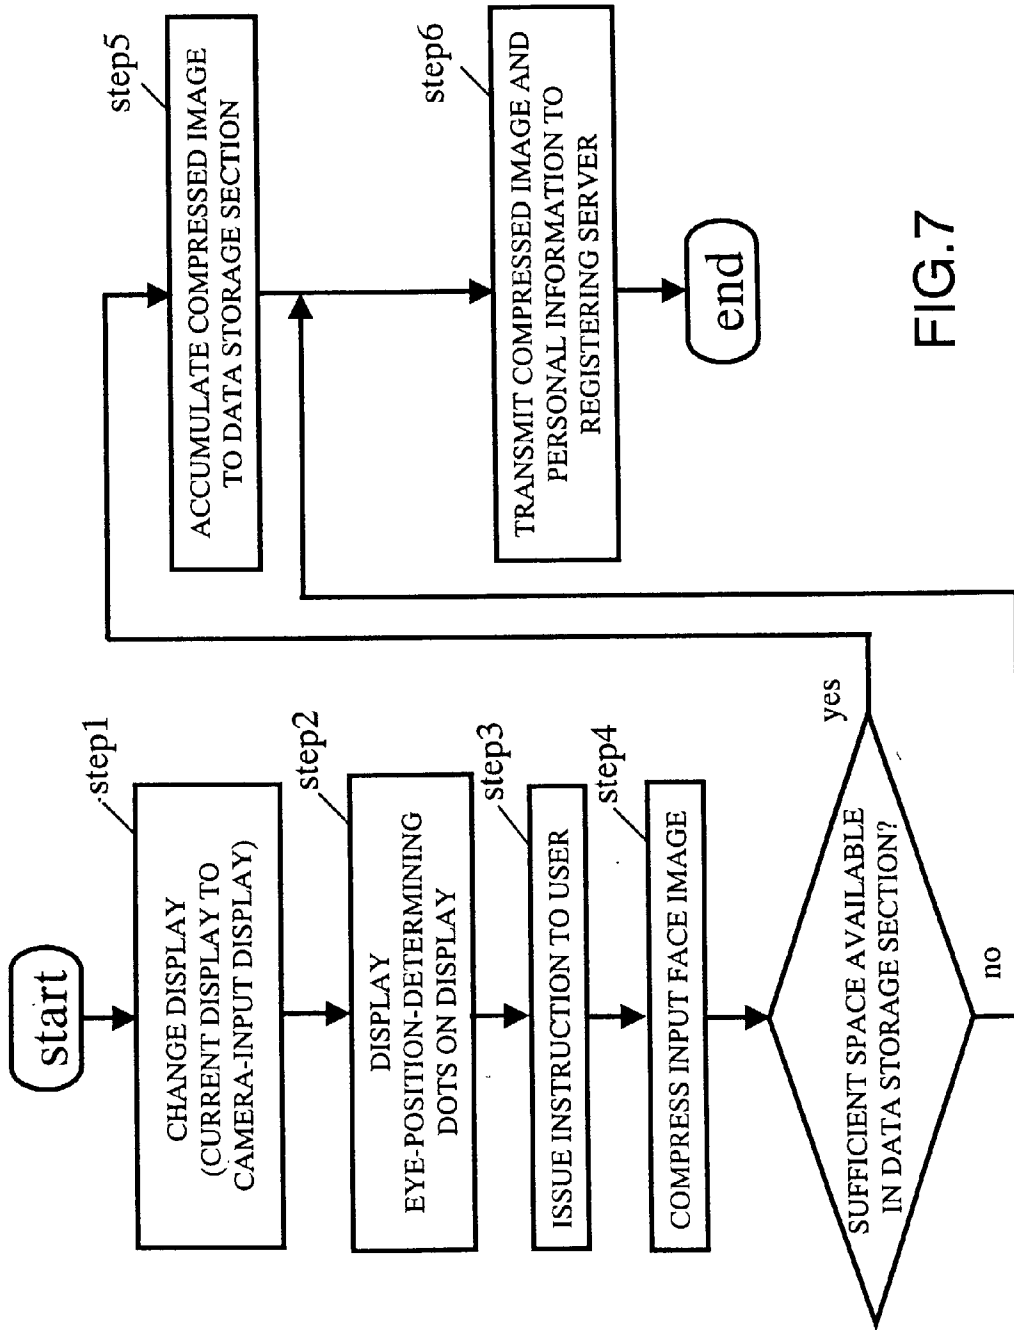 start
step1
CHANGE DISPLAY
(CURRENT DISPLAY TO
CAMERA-INPUT DISPLAY)
step2
DISPLAY
EYE-POSITION-DETERMINING
DOTS ON DISPLAY
step3
ISSUE INSTRUCTION TO USER
step4
COMPRESS INPUT FACE IMAGE
SUFFICIENT SPACE AVAILABLE
IN DATA STORAGE SECTION?
yes
no
step5
ACCUMULATE COMPRESSED IMAGE
TO DATA STORAGE SECTION
step6
TRANSMIT COMPRESSED IMAGE AND
PERSONAL INFORMATION TO
REGISTERING SERVER
end
FIG.7